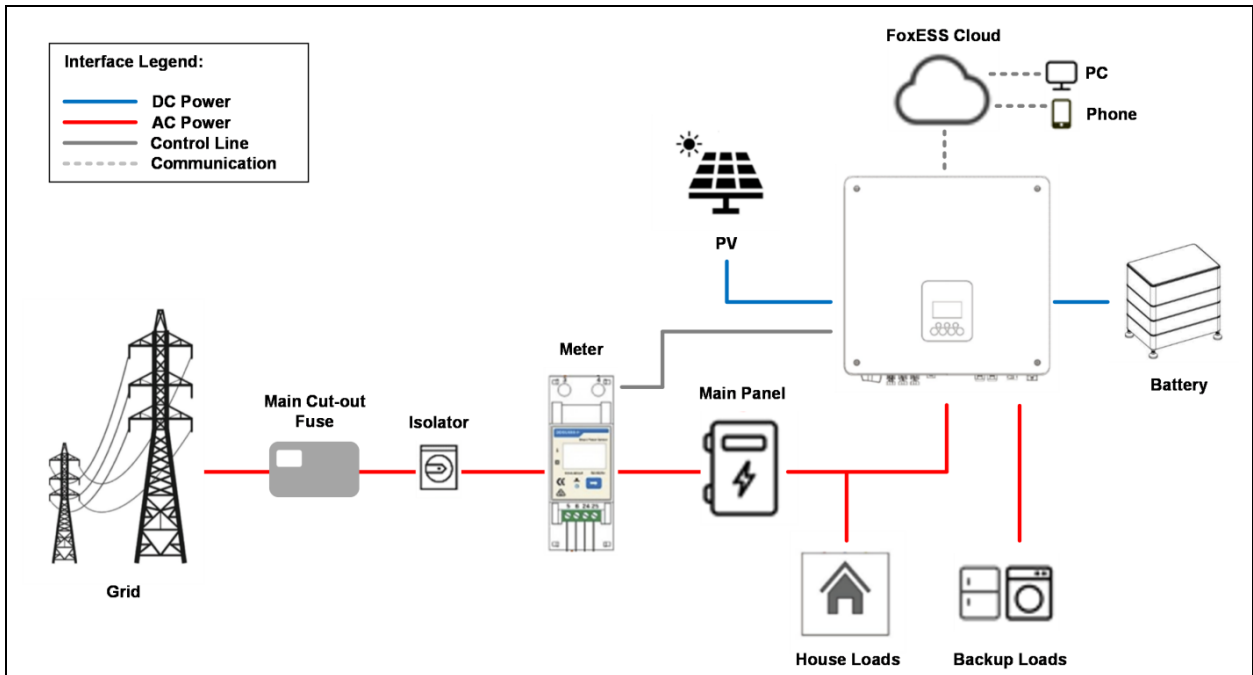 Interface Legend:
DC Power
AC Power
Control Line
Communication
FoxESS Cloud
PC
Phone
PV
Battery
Meter
Main Panel
Main Cut-out
Fuse
Isolator
Grid
House Loads
Backup Loads